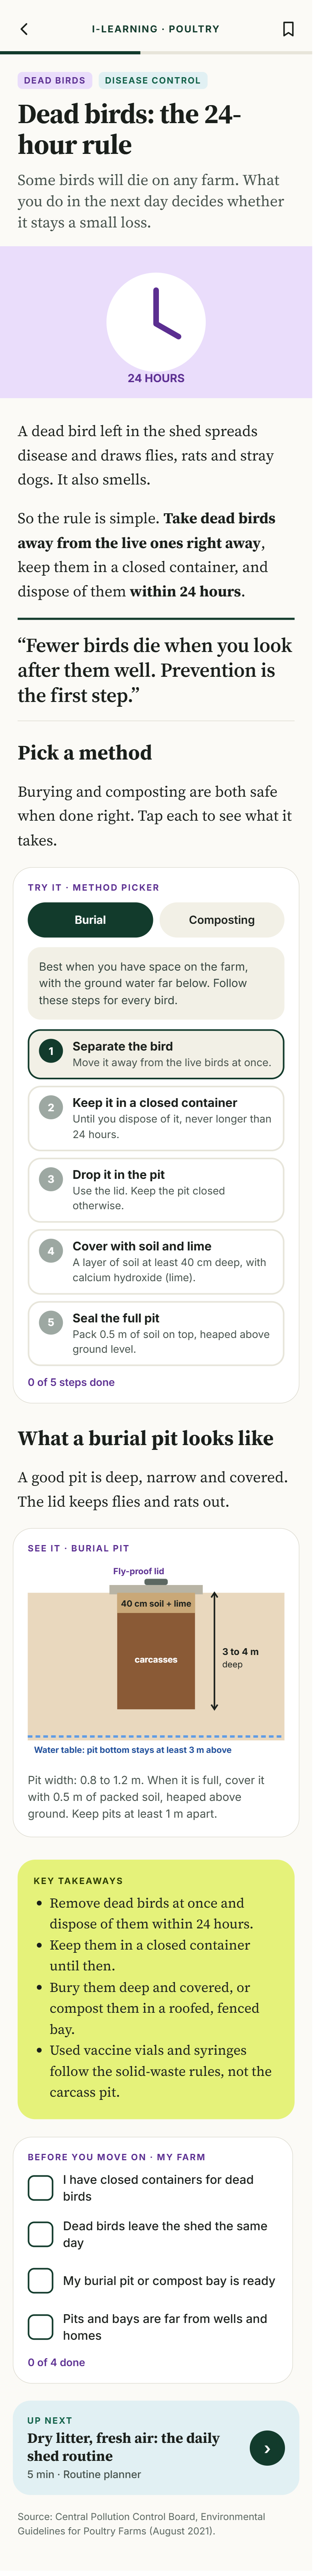 I-LEARNING · POULTRY
DEAD BIRDS
DISEASE CONTROL
Dead birds: the 24-
hour rule
Some birds will die on any farm. What
you do in the next day decides whether
it stays a small loss.
24 HOURS
A dead bird left in the shed spreads
disease and draws flies, rats and stray
dogs. It also smells.
So the rule is simple. Take dead birds
away from the live ones right away,
keep them in a closed container, and
dispose of them within 24 hours.
“Fewer birds die when you look
after them well. Prevention is
the first step.”
Pick a method
Burying and composting are both safe
when done right. Tap each to see what it
takes.
TRY IT · METHOD PICKER
Burial
Composting
Best when you have space on the farm,
with the ground water far below. Follow
these steps for every bird.
1
Separate the bird
Move it away from the live birds at once.
2
Keep it in a closed container
Until you dispose of it, never longer than
24 hours.
3
Drop it in the pit
Use the lid. Keep the pit closed
otherwise.
4
Cover with soil and lime
A layer of soil at least 40 cm deep, with
calcium hydroxide (lime).
5
Seal the full pit
Pack 0.5 m of soil on top, heaped above
ground level.
0 of 5 steps done
What a burial pit looks like
A good pit is deep, narrow and covered.
The lid keeps flies and rats out.
SEE IT · BURIAL PIT
Fly-proof lid
40 cm soil + lime
carcasses
3 to 4 m
deep
Water table: pit bottom stays at least 3 m above
Pit width: 0.8 to 1.2 m. When it is full, cover it
with 0.5 m of packed soil, heaped above
ground. Keep pits at least 1 m apart.
KEY TAKEAWAYS
• Remove dead birds at once and
dispose of them within 24 hours.
• Keep them in a closed container
until then.
• Bury them deep and covered, or
compost them in a roofed, fenced
bay.
• Used vaccine vials and syringes
follow the solid-waste rules, not the
carcass pit.
BEFORE YOU MOVE ON · MY FARM
I have closed containers for dead
birds
Dead birds leave the shed the same
day
My burial pit or compost bay is ready
Pits and bays are far from wells and
homes
0 of 4 done
UP NEXT
Dry litter, fresh air: the daily
shed routine
5 min · Routine planner
Source: Central Pollution Control Board, Environmental
Guidelines for Poultry Farms (August 2021).